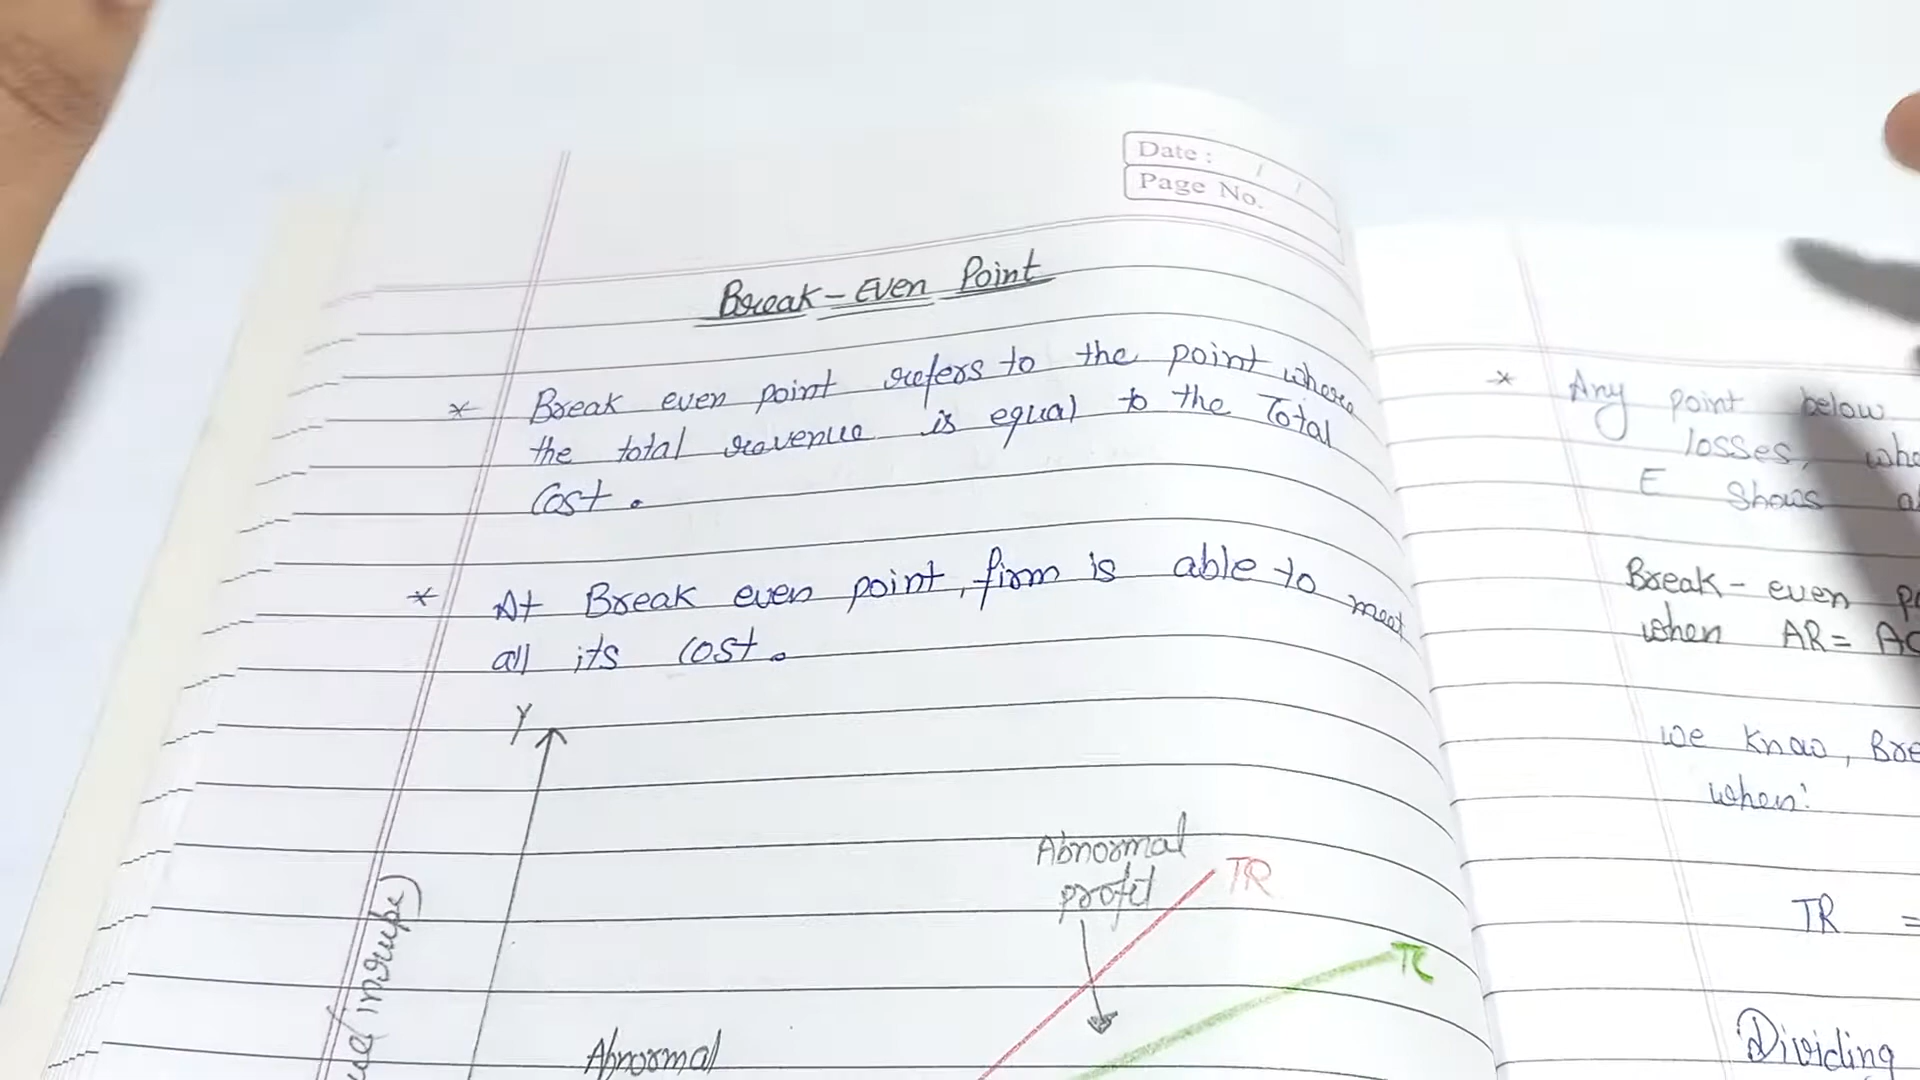 Date :   /   /
Page No.
Break-Even Point
* Break even point refers to the point where
the total revenue is equal to the Total
Cost.
* At Break even point, firm is able to meet
all its cost.
Y
Abnormal
profit
TR
TC
Abnormal
in rupe)
* Any point below
losses,
E shows
Break-even
when AR =
we know,
when:
TR =
Dividing